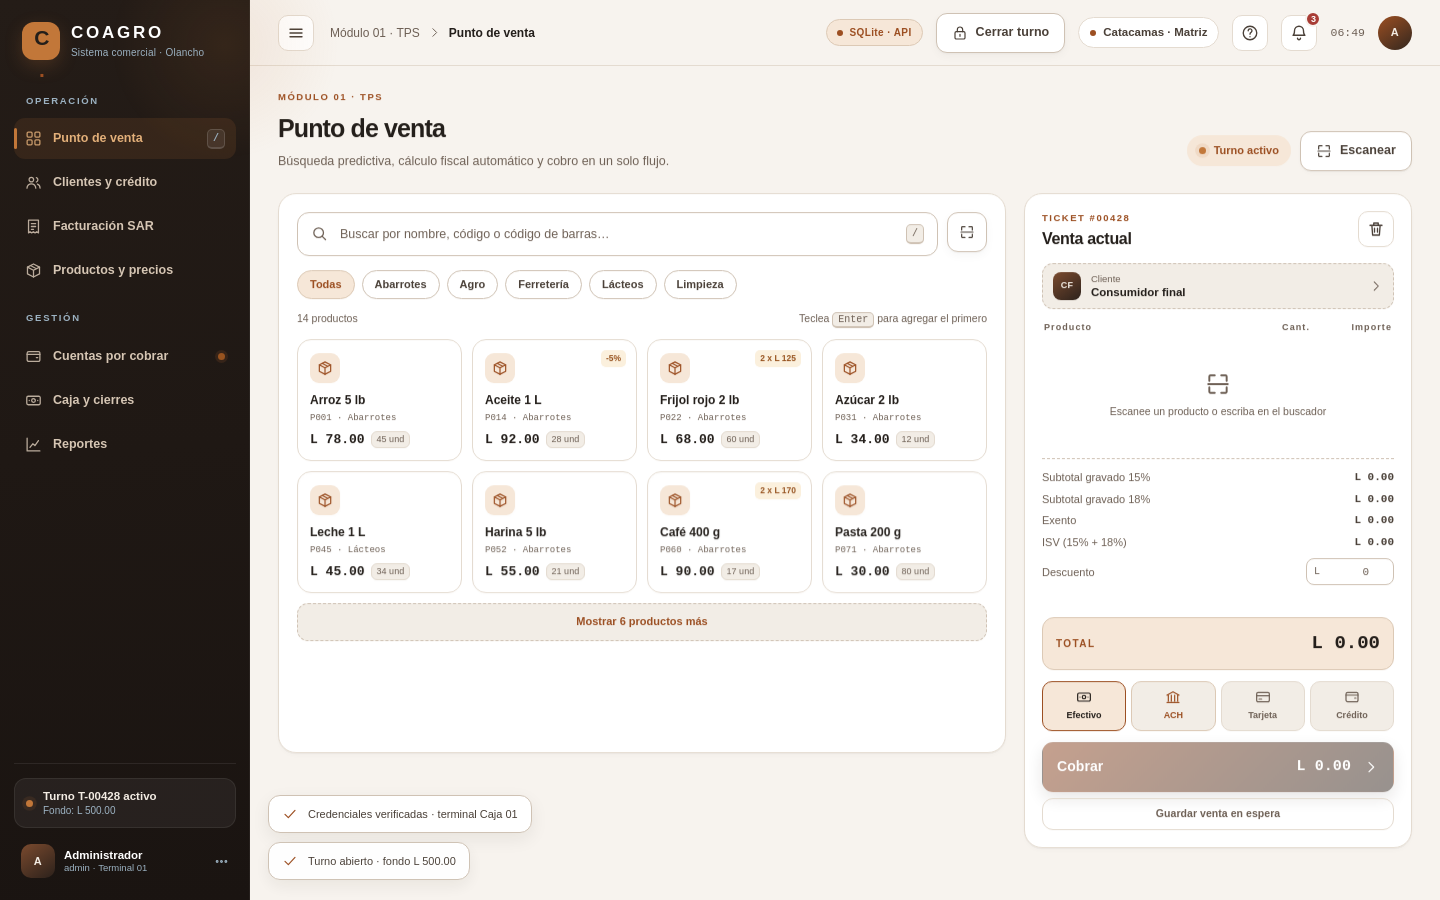 C
COAGRO
Sistema comercial · Olancho
OPERACIÓN
Punto de venta
/
Clientes y crédito
Facturación SAR
Productos y precios
GESTIÓN
Cuentas por cobrar
Caja y cierres
Reportes
Turno T-00428 activo
Fondo: L 500.00
A
Administrador
admin · Terminal 01
Módulo 01 · TPS
Punto de venta
SQLite · API
Cerrar turno
Catacamas · Matriz
3
06:49
A
MÓDULO 01 · TPS
Punto de venta
Búsqueda predictiva, cálculo fiscal automático y cobro en un solo flujo.
Turno activo
Escanear
Buscar por nombre, código o código de barras…
/
Todas
Abarrotes
Agro
Ferretería
Lácteos
Limpieza
14 productos
Teclea Enter para agregar el primero
Arroz 5 lb
P001 · Abarrotes
L 78.00
45 und
-5%
Aceite 1 L
P014 · Abarrotes
L 92.00
28 und
2 x L 125
Frijol rojo 2 lb
P022 · Abarrotes
L 68.00
60 und
Azúcar 2 lb
P031 · Abarrotes
L 34.00
12 und
Leche 1 L
P045 · Lácteos
L 45.00
34 und
Harina 5 lb
P052 · Abarrotes
L 55.00
21 und
2 x L 170
Café 400 g
P060 · Abarrotes
L 90.00
17 und
Pasta 200 g
P071 · Abarrotes
L 30.00
80 und
Mostrar 6 productos más
Credenciales verificadas · terminal Caja 01
Turno abierto · fondo L 500.00
TICKET #00428
Venta actual
CF
Cliente
Consumidor final
Producto
Cant.
Importe
Escanee un producto o escriba en el buscador
Subtotal gravado 15%
L 0.00
Subtotal gravado 18%
L 0.00
Exento
L 0.00
ISV (15% + 18%)
L 0.00
Descuento
L
0
TOTAL
L 0.00
Efectivo
ACH
Tarjeta
Crédito
Cobrar
L 0.00
Guardar venta en espera